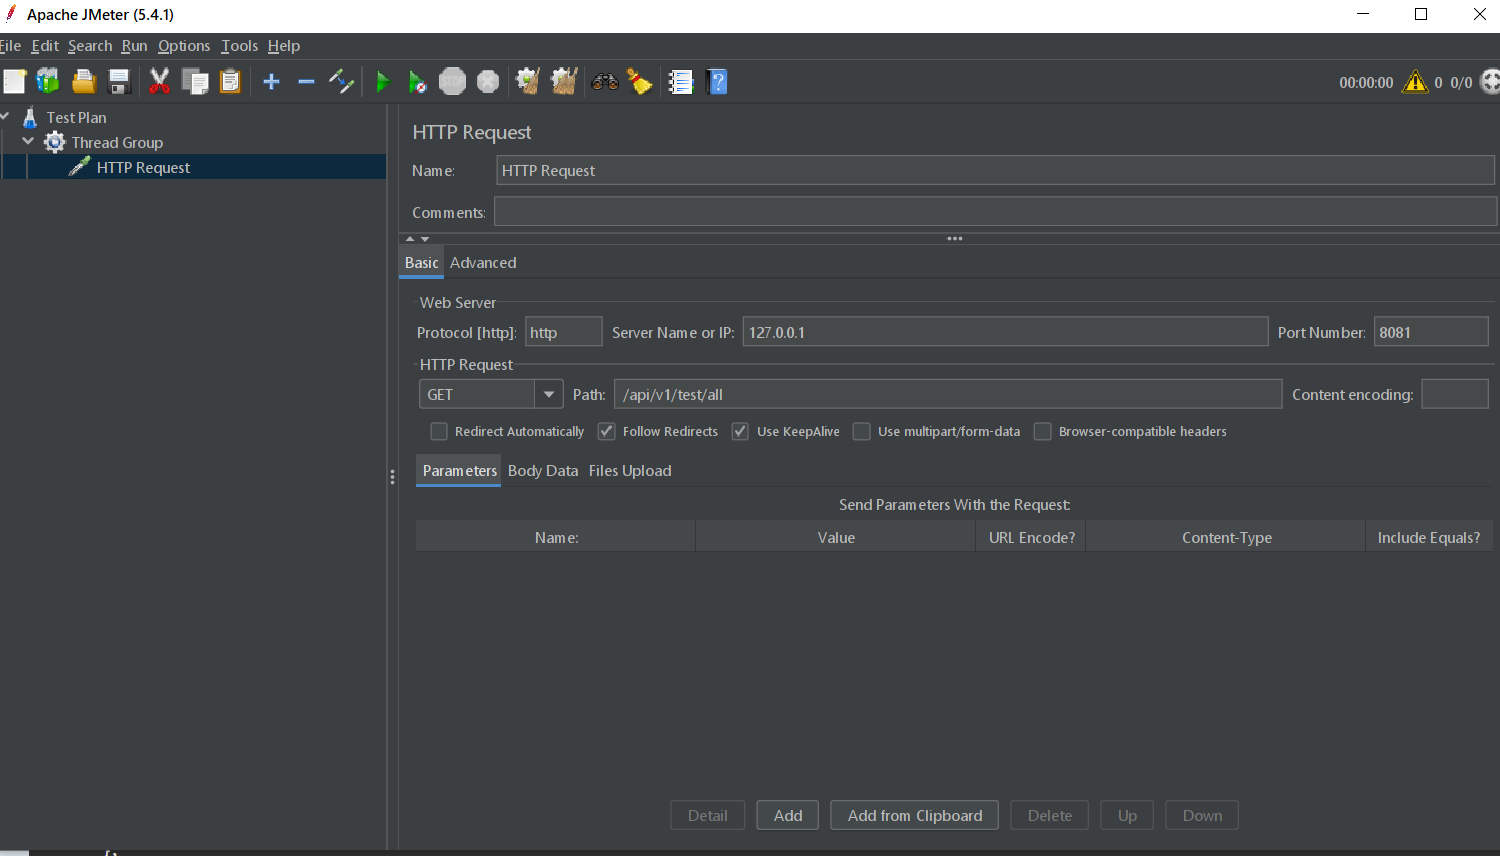 Apache JMeter (5.4.1)
File Edit Search Run Options Tools Help
STOP
?
00:00:00 ! 0 0/0
Test Plan
Thread Group
HTTP Request
HTTP Request
Name: HTTP Request
Comments:
Basic Advanced
Web Server
Protocol [http]: http Server Name or IP: 127.0.0.1 Port Number: 8081
HTTP Request
GET Path: /api/v1/test/all Content encoding:
Redirect Automatically Follow Redirects Use KeepAlive Use multipart/form-data Browser-compatible headers
Parameters Body Data Files Upload
Send Parameters With the Request:
Name: Value URL Encode? Content-Type Include Equals?
Detail Add Add from Clipboard Delete Up Down